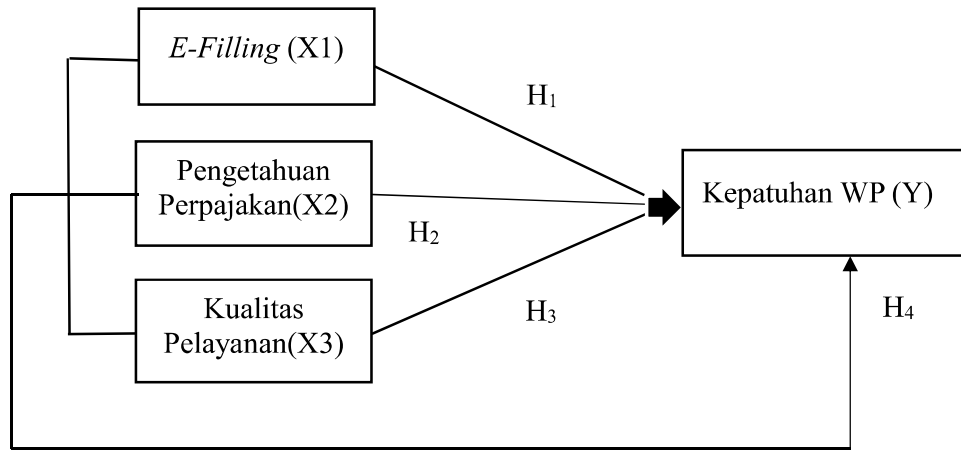 E-Filling (X1)
H₁
Pengetahuan
Perpajakan(X2)
Kepatuhan WP (Y)
H₂
Kualitas
Pelayanan(X3)
H₃
H₄